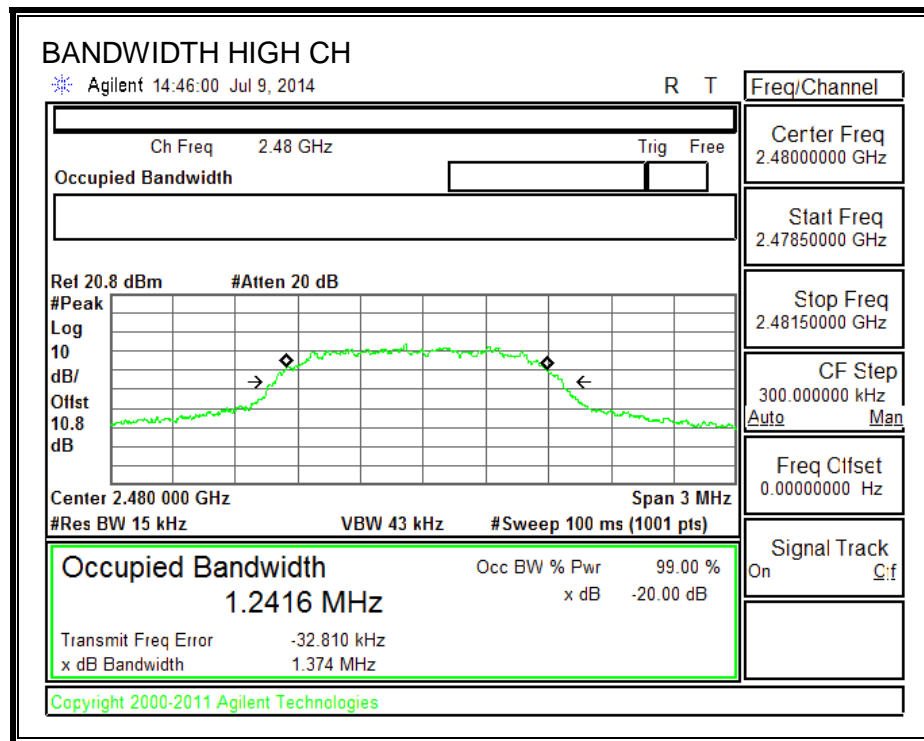 BANDWIDTH HIGH CH
Agilent 14:46:00 Jul 9, 2014 R T
Freq/Channel
Ch Freq 2.48 GHz Trig Free
Occupied Bandwidth
Center Freq
2.48000000 GHz
Start Freq
2.47850000 GHz
Stop Freq
2.48150000 GHz
CF Step
300.000000 kHz
Auto Man
Freq Offset
0.00000000 Hz
Signal Track
On Off
Ref 20.8 dBm #Atten 20 dB
#Peak
Log
10
dB/
Offst
10.8
dB
Center 2.480 000 GHz Span 3 MHz
#Res BW 15 kHz VBW 43 kHz #Sweep 100 ms (1001 pts)
Occupied Bandwidth
1.2416 MHz
Occ BW % Pwr 99.00 %
x dB -20.00 dB
Transmit Freq Error -32.810 kHz
x dB Bandwidth 1.374 MHz
Copyright 2000-2011 Agilent Technologies